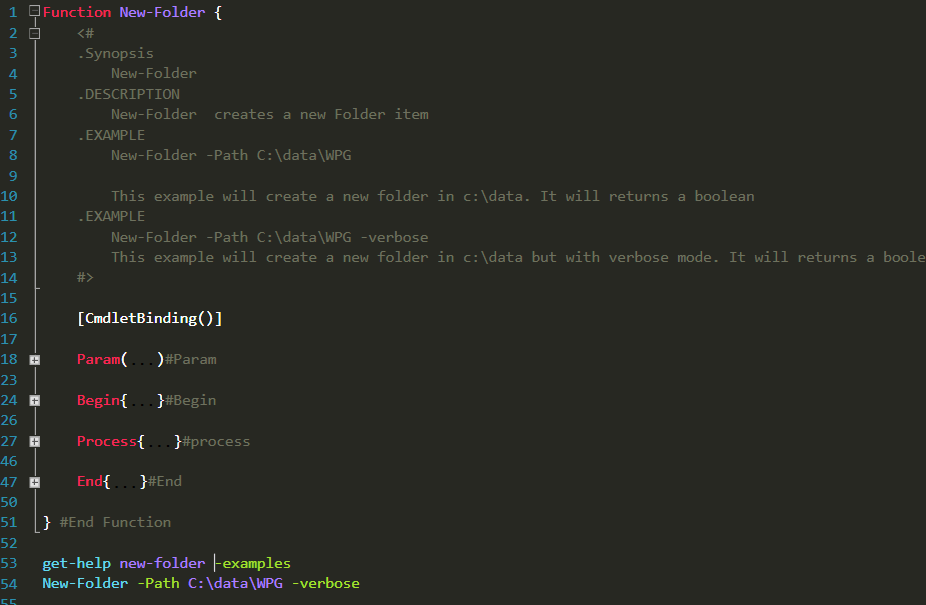 1 Function New-Folder {
2 <#
3 .Synopsis
4 New-Folder
5 .DESCRIPTION
6 New-Folder  creates a new Folder item
7 .EXAMPLE
8 New-Folder -Path C:\data\WPG
9
10 This example will create a new folder in c:\data. It will returns a boolean
11 .EXAMPLE
12 New-Folder -Path C:\data\WPG -verbose
13 This example will create a new folder in c:\data but with verbose mode. It will returns a boole
14 #>
15
16 [CmdletBinding()]
17
18 Param(...)#Param
23
24 Begin{...}#Begin
26
27 Process{...}#process
46
47 End{...}#End
50
51 } #End Function
52
53 get-help new-folder -examples
54 New-Folder -Path C:\data\WPG -verbose
55